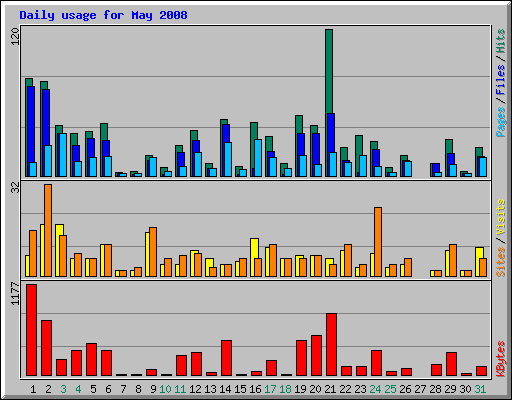 Daily usage for May 2008
120
Pages / Files / Hits
32
Sites / Visits
1177
KBytes
1 2 3 4 5 6 7 8 9 10 11 12 13 14 15 16 17 18 19 20 21 22 23 24 25 26 27 28 29 30 31